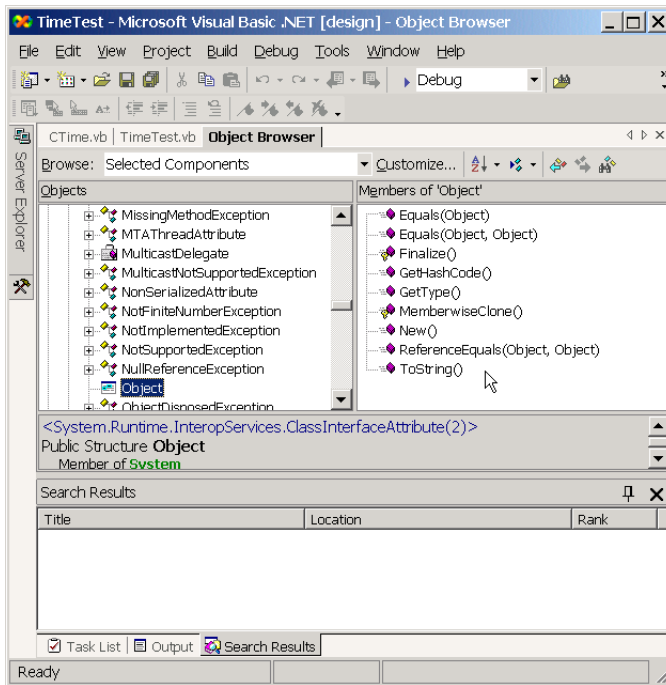 TimeTest - Microsoft Visual Basic .NET [design] - Object Browser
File Edit View Project Build Debug Tools Window Help
Debug
CTime.vb TimeTest.vb Object Browser
Server Explorer
Browse: Selected Components Customize...
Objects
MissingMethodException
MTAThreadAttribute
MulticastDelegate
MulticastNotSupportedException
NonSerializedAttribute
NotFiniteNumberException
NotImplementedException
NotSupportedException
NullReferenceException
Object
ObjectDisposedException
Members of 'Object'
Equals(Object)
Equals(Object, Object)
Finalize()
GetHashCode()
GetType()
MemberwiseClone()
New()
ReferenceEquals(Object, Object)
ToString()
<System.Runtime.InteropServices.ClassInterfaceAttribute(2)>
Public Structure Object
Member of System
Search Results
Title Location Rank
Task List Output Search Results
Ready